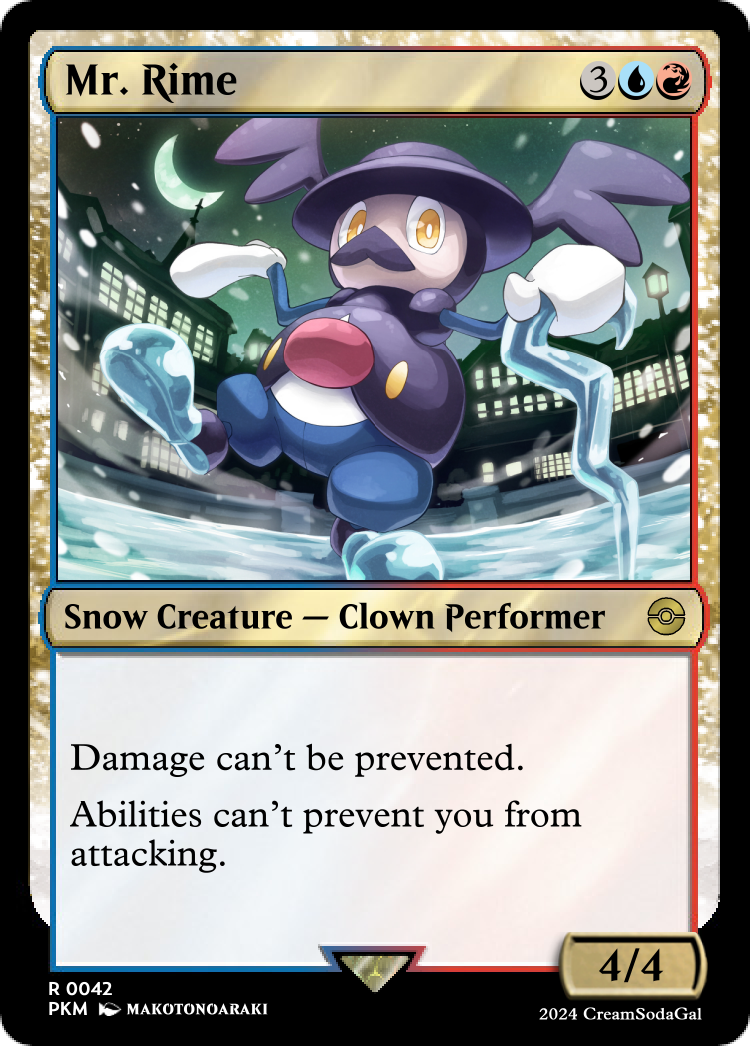 Mr. Rime 3
Snow Creature — Clown Performer
Damage can't be prevented.
Abilities can't prevent you from
attacking.
4/4
R 0042
PKM MAKOTONOARAKI
2024 CreamSodaGal